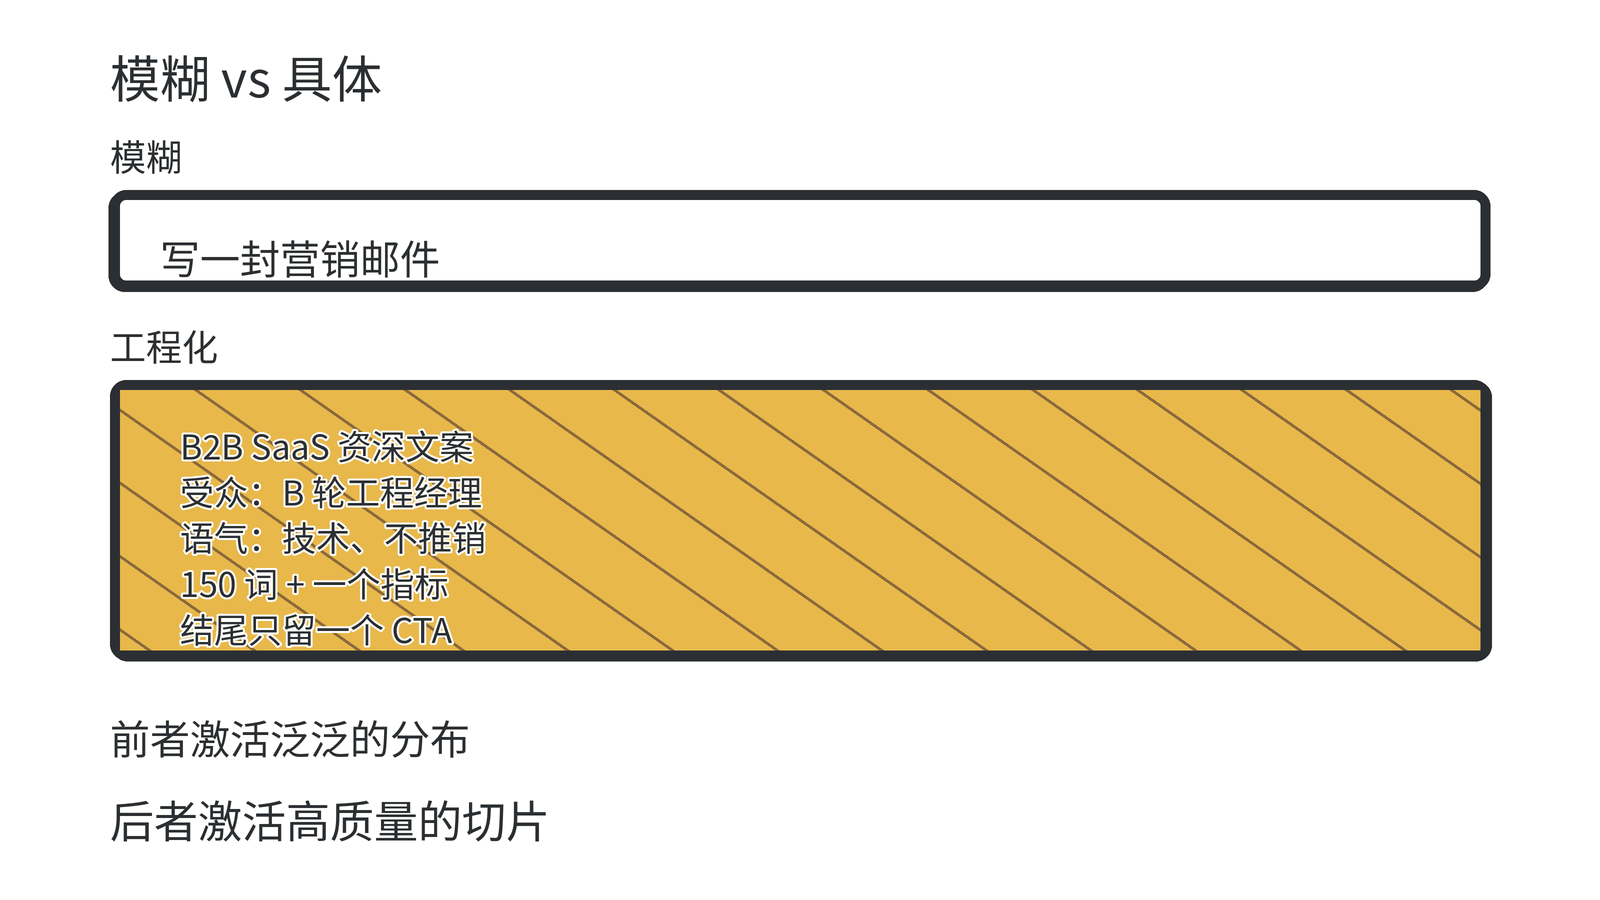 模糊 vs 具体
模糊
写一封营销邮件
工程化
B2B SaaS 资深文案
受众：B 轮工程经理
语气：技术、不推销
150 词 + 一个指标
结尾只留一个 CTA
前者激活泛泛的分布
后者激活高质量的切片